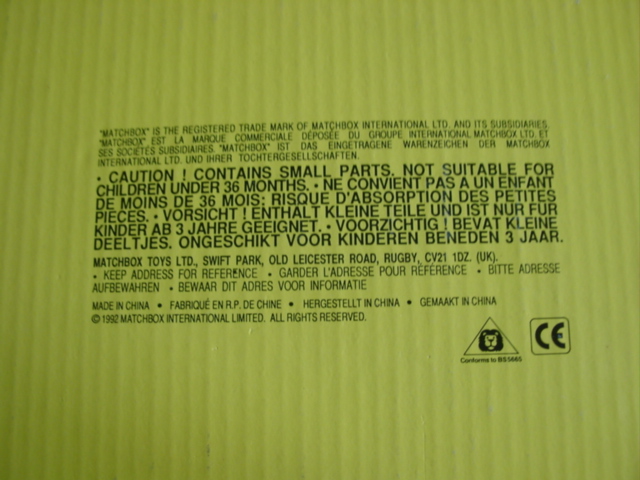 "MATCHBOX" IS THE REGISTERED TRADE MARK OF MATCHBOX INTERNATIONAL LTD. AND ITS SUBSIDIARIES.
"MATCHBOX" EST LA MARQUE COMMERCIALE DÉPOSÉE DU GROUPE INTERNATIONAL MATCHBOX LTD. ET
SES SOCIÉTÉS SUBSIDIAIRES. "MATCHBOX" IST DAS EINGETRAGENE WARENZEICHEN DER MATCHBOX
INTERNATIONAL LTD. UND IHRER TOCHTERGESELLSCHAFTEN.
• CAUTION ! CONTAINS SMALL PARTS. NOT SUITABLE FOR
CHILDREN UNDER 36 MONTHS. • NE CONVIENT PAS A UN ENFANT
DE MOINS DE 36 MOIS: RISQUE D'ABSORPTION DES PETITES
PIECES. • VORSICHT ! ENTHALT KLEINE TEILE UND IST NUR FUR
KINDER AB 3 JAHRE GEEIGNET. • VOORZICHTIG ! BEVAT KLEINE
DEELTJES. ONGESCHIKT VOOR KINDEREN BENEDEN 3 JAAR.
MATCHBOX TOYS LTD., SWIFT PARK, OLD LEICESTER ROAD, RUGBY, CV21 1DZ. (UK).
• KEEP ADDRESS FOR REFERENCE • GARDER L'ADRESSE POUR RÉFÉRENCE • BITTE ADRESSE
AUFBEWAHREN • BEWAAR DIT ADRES VOOR INFORMATIE
MADE IN CHINA • FABRIQUÉ EN R.P. DE CHINE • HERGESTELLT IN CHINA • GEMAAKT IN CHINA
© 1992 MATCHBOX INTERNATIONAL LIMITED. ALL RIGHTS RESERVED.
Conforms to BS5665
CE